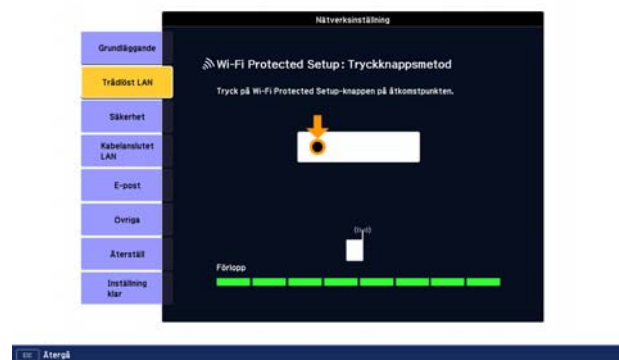 Nätverksinställning
Grundläggande
Trådlöst LAN
Säkerhet
Kabelanslutet
LAN
E-post
Övriga
Återställ
Inställning
klar
Wi-Fi Protected Setup: Tryckknappsmetod
Tryck på Wi-Fi Protected Setup-knappen på åtkomstpunkten.
Förlopp
Esc Återgå